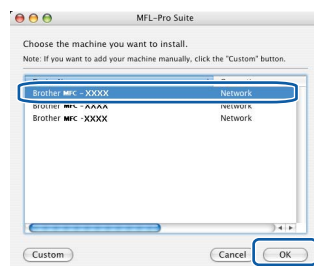 MFL-Pro Suite
Choose the machine you want to install.
Note: If you want to add your machine manually, click the "Custom" button.
Brother MFC - XXXX Network
Brother MFC - XXXX Network
Brother MFC - XXXX Network
Custom Cancel OK